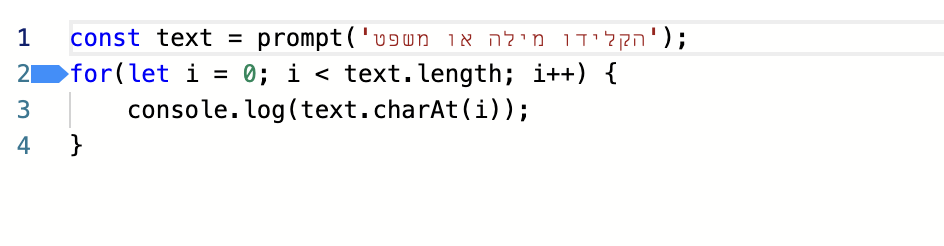 1 const text = prompt('הקלידו מילה או משפט');
2 for(let i = 0; i < text.length; i++) {
3     console.log(text.charAt(i));
4 }